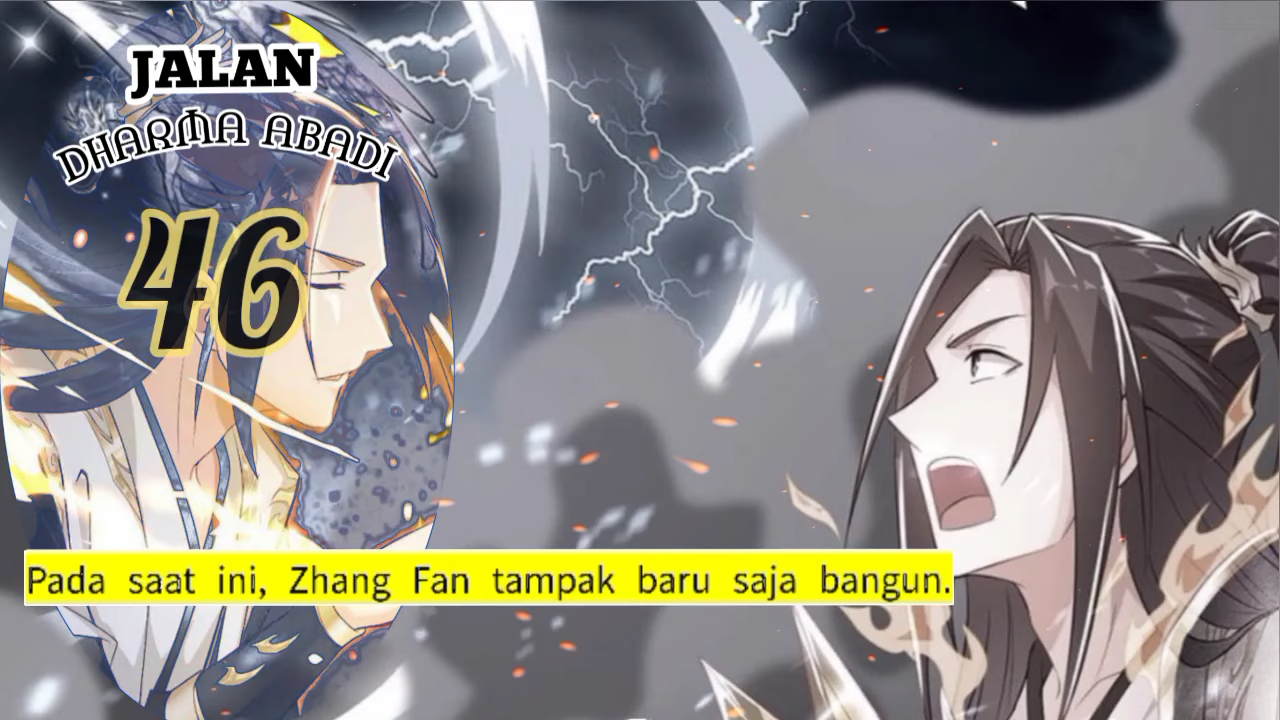 JALAN
DHARMA ABADI
46
Pada saat ini, Zhang Fan tampak baru saja bangun.